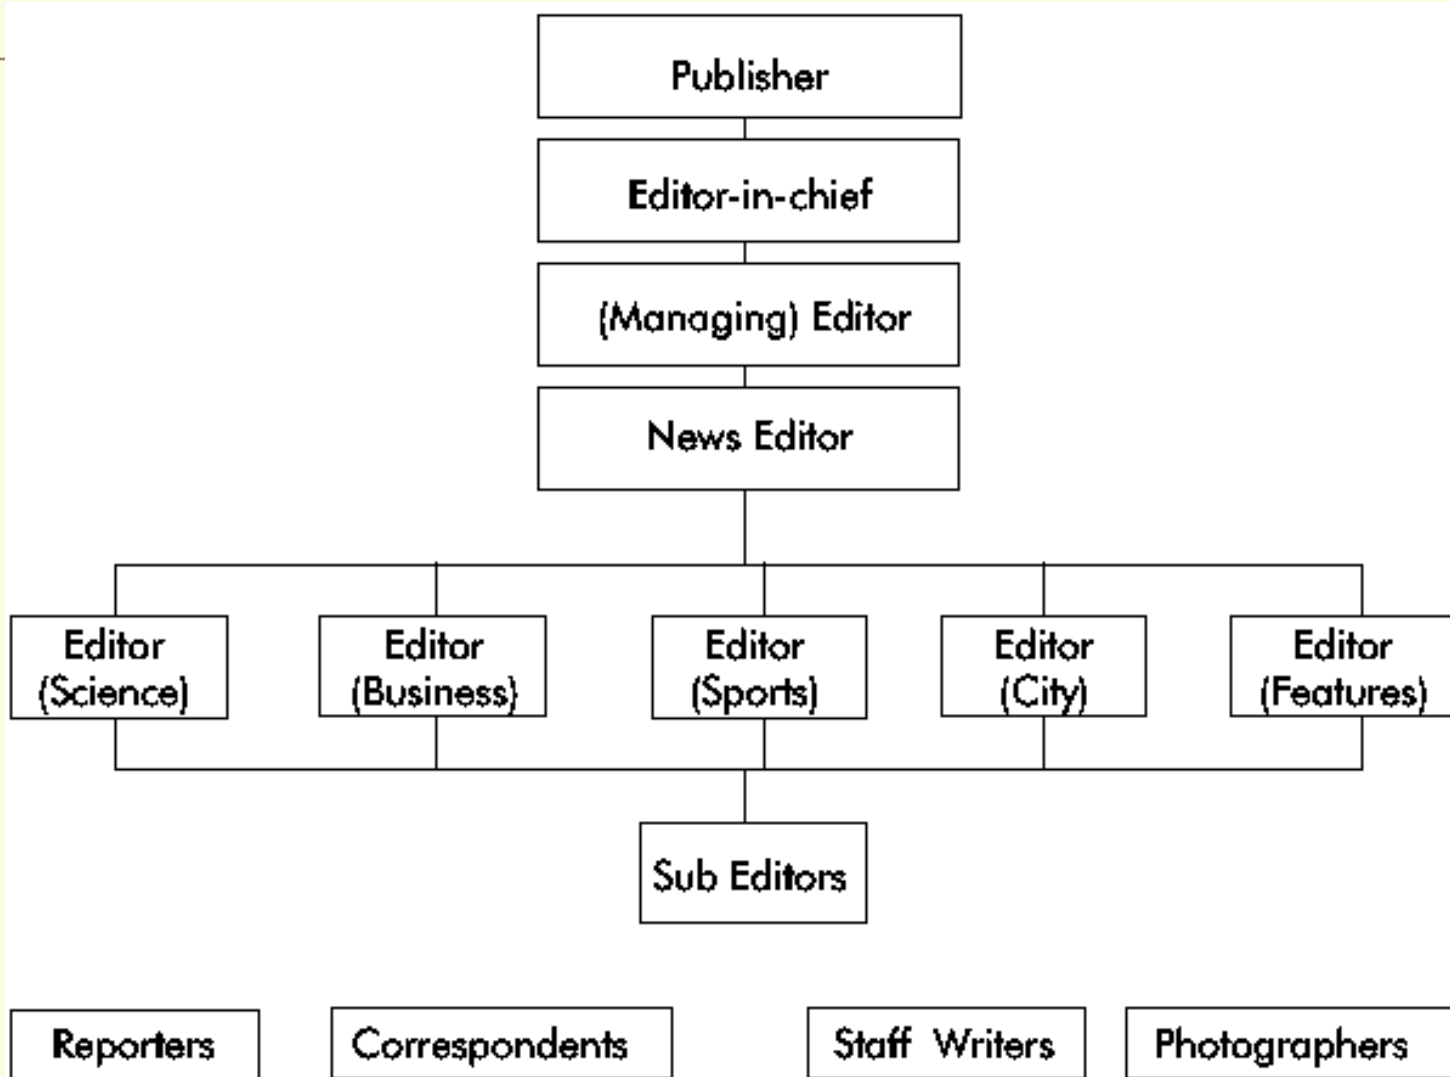 Publisher
Editor-in-chief
(Managing) Editor
News Editor
Editor
(Science)
Editor
(Business)
Editor
(Sports)
Editor
(City)
Editor
(Features)
Sub Editors
Reporters
Correspondents
Staff Writers
Photographers